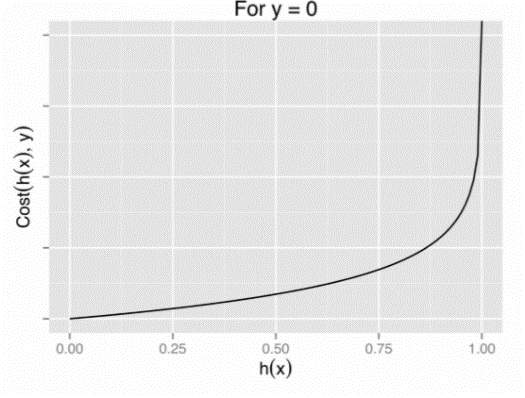 For y = 0
Cost(h(x), y)
0.00 0.25 0.50 0.75 1.00
h(x)